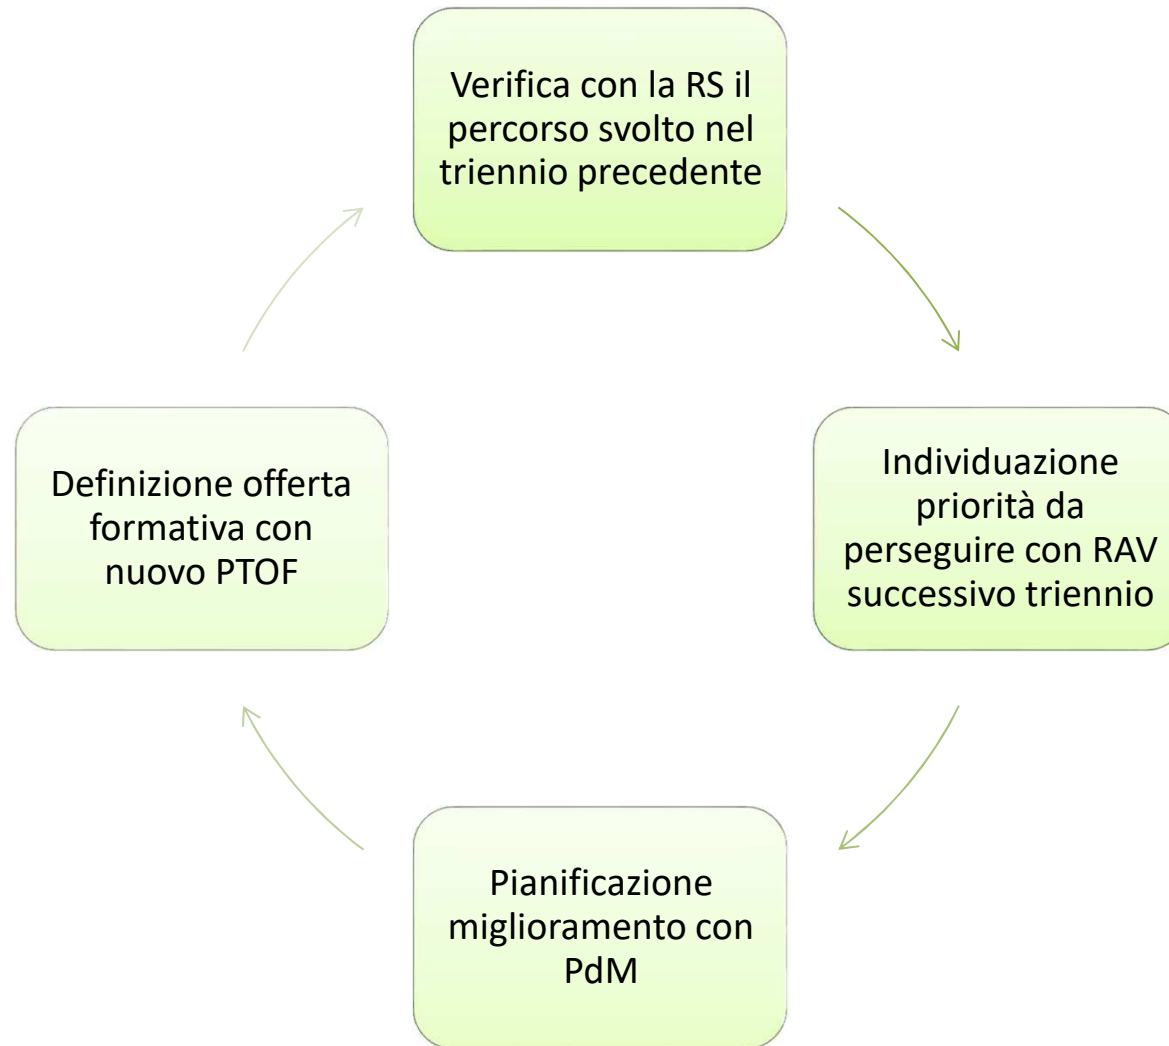 Verifica con la RS il
percorso svolto nel
triennio precedente
Individuazione
priorità da
perseguire con RAV
successivo triennio
Pianificazione
miglioramento con
PdM
Definizione offerta
formativa con
nuovo PTOF